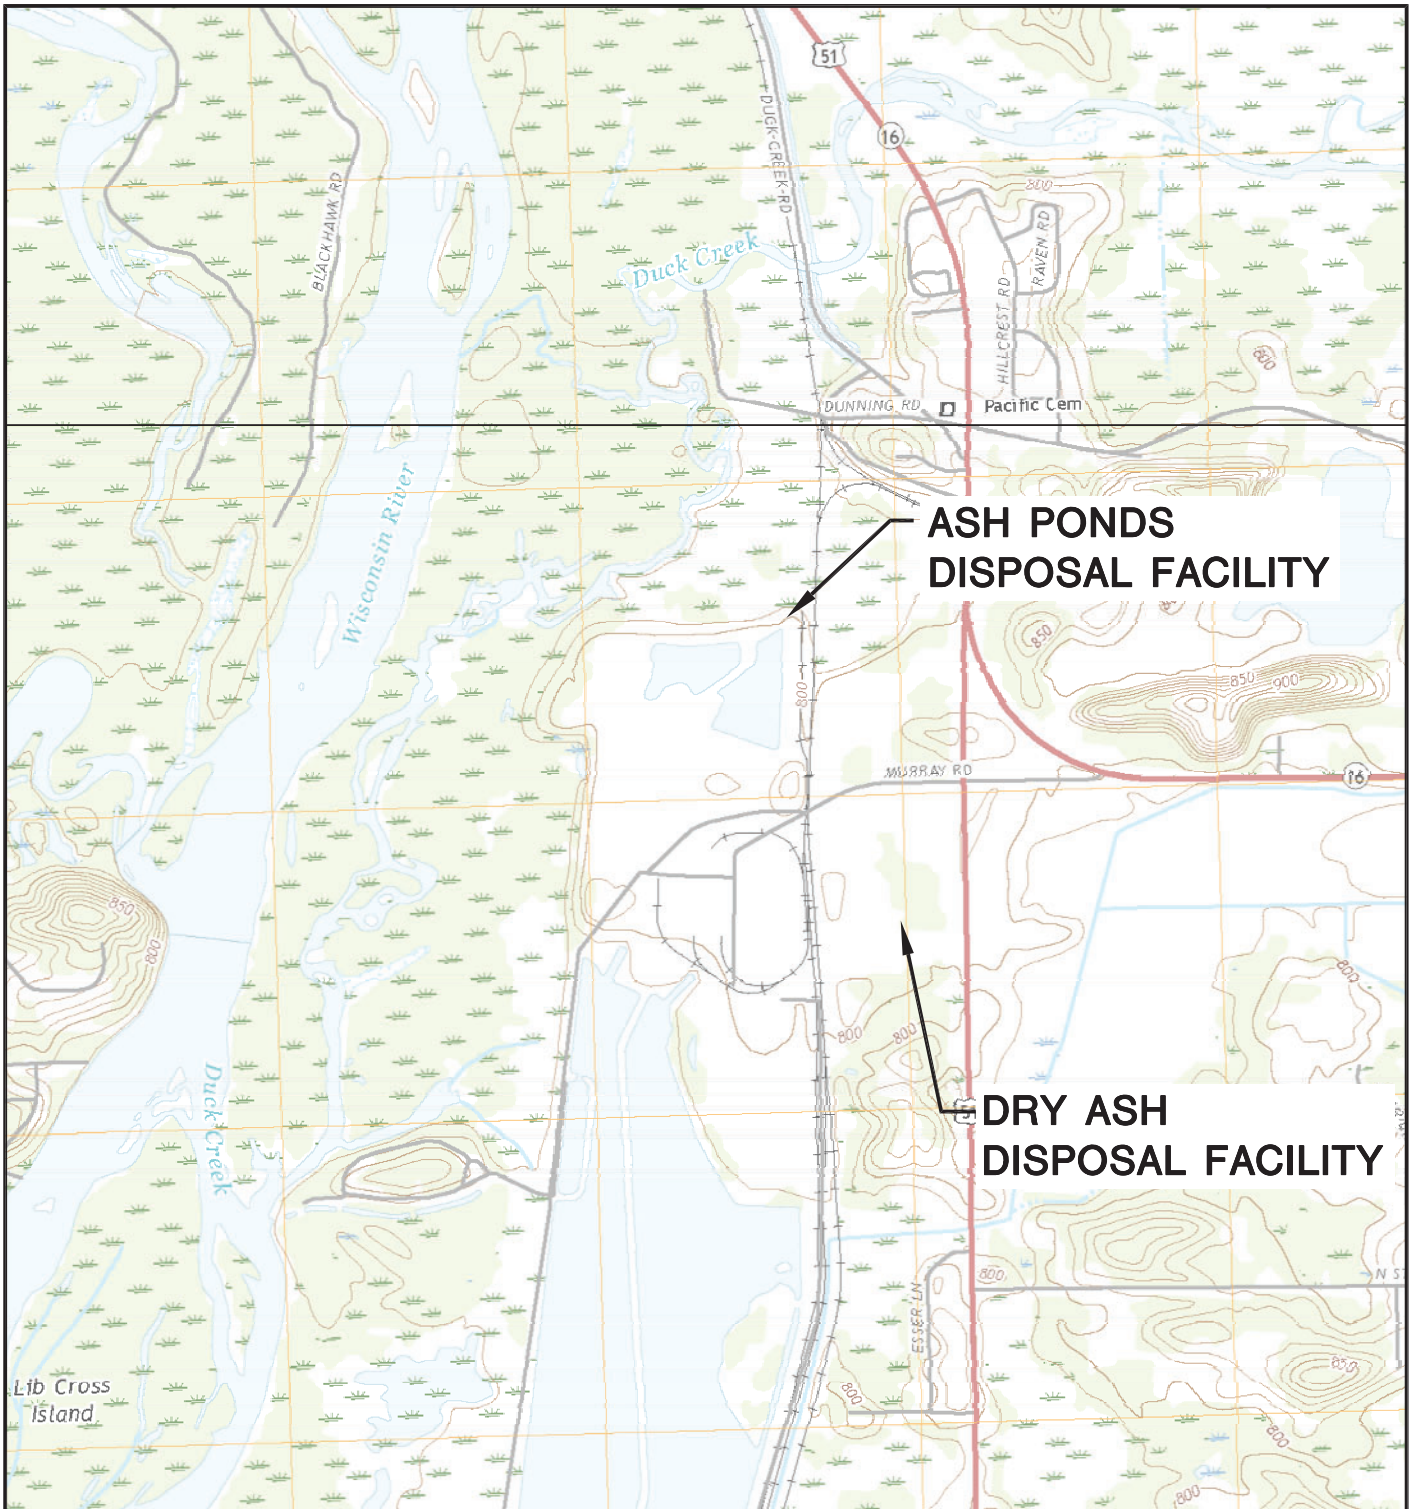 51
16
DUCK CREEK RD
BLACKHAWK RD
800
RAVEN RD
Duck Creek
HILLCREST RD
800
DUNNING RD
Pacific Cem
Wisconsin River
ASH PONDS
DISPOSAL FACILITY
850
850
900
800
MURRAY RD
16
850
800
800
800
800
Duck Creek
DRY ASH
DISPOSAL FACILITY
800
N ST
ESSER LN
850
Lib Cross
Island
800
800
800